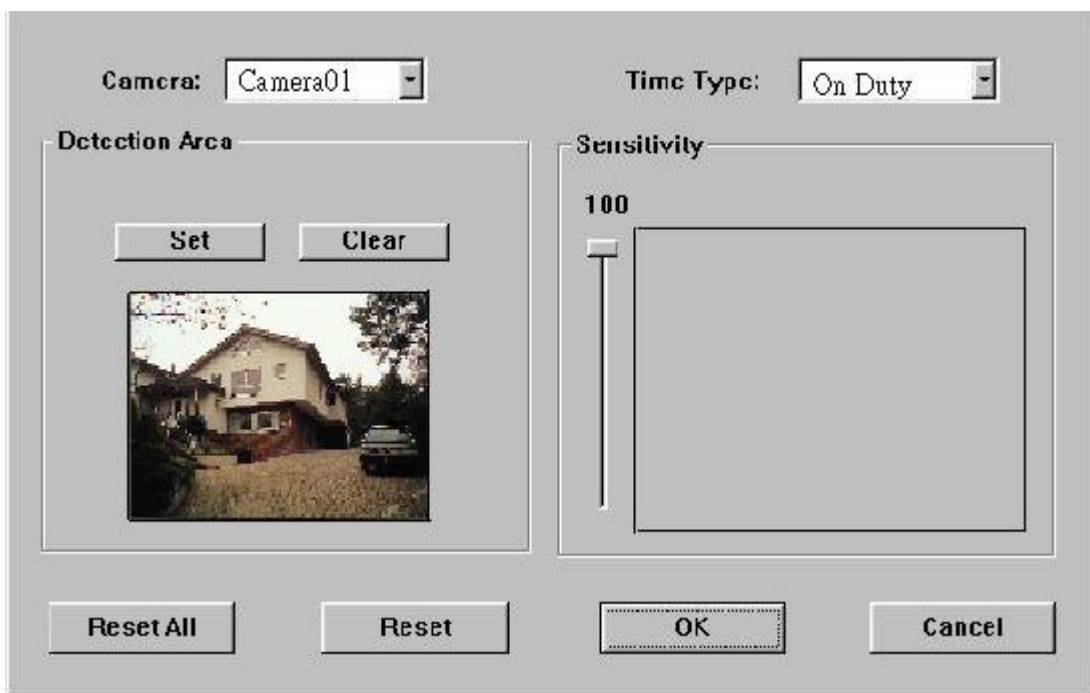 Camera: Camera01 Time Type: On Duty
Detection Area
Sensitivity
100
Set Clear
Reset All Reset OK Cancel